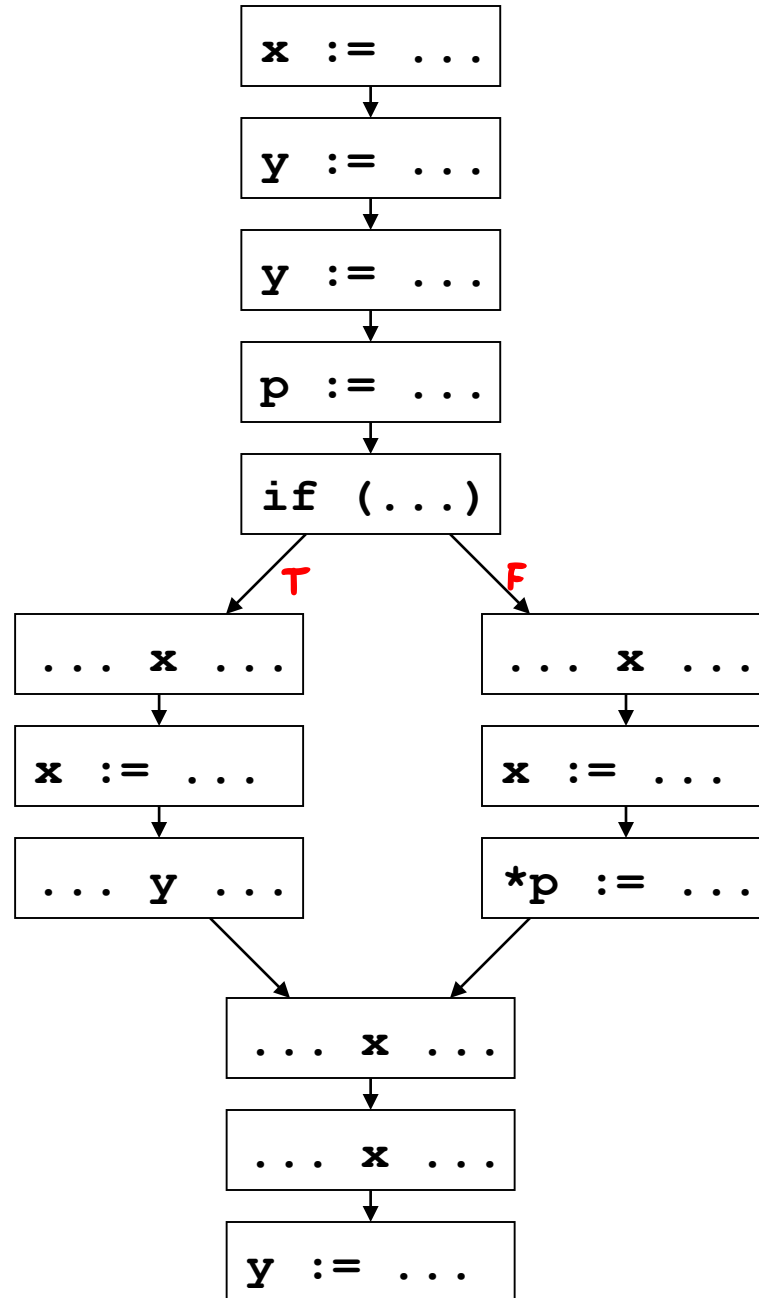 x := ...
y := ...
y := ...
p := ...
if (...)
T
F
... x ...
x := ...
... y ...
... x ...
x := ...
*p := ...
... x ...
... x ...
y := ...